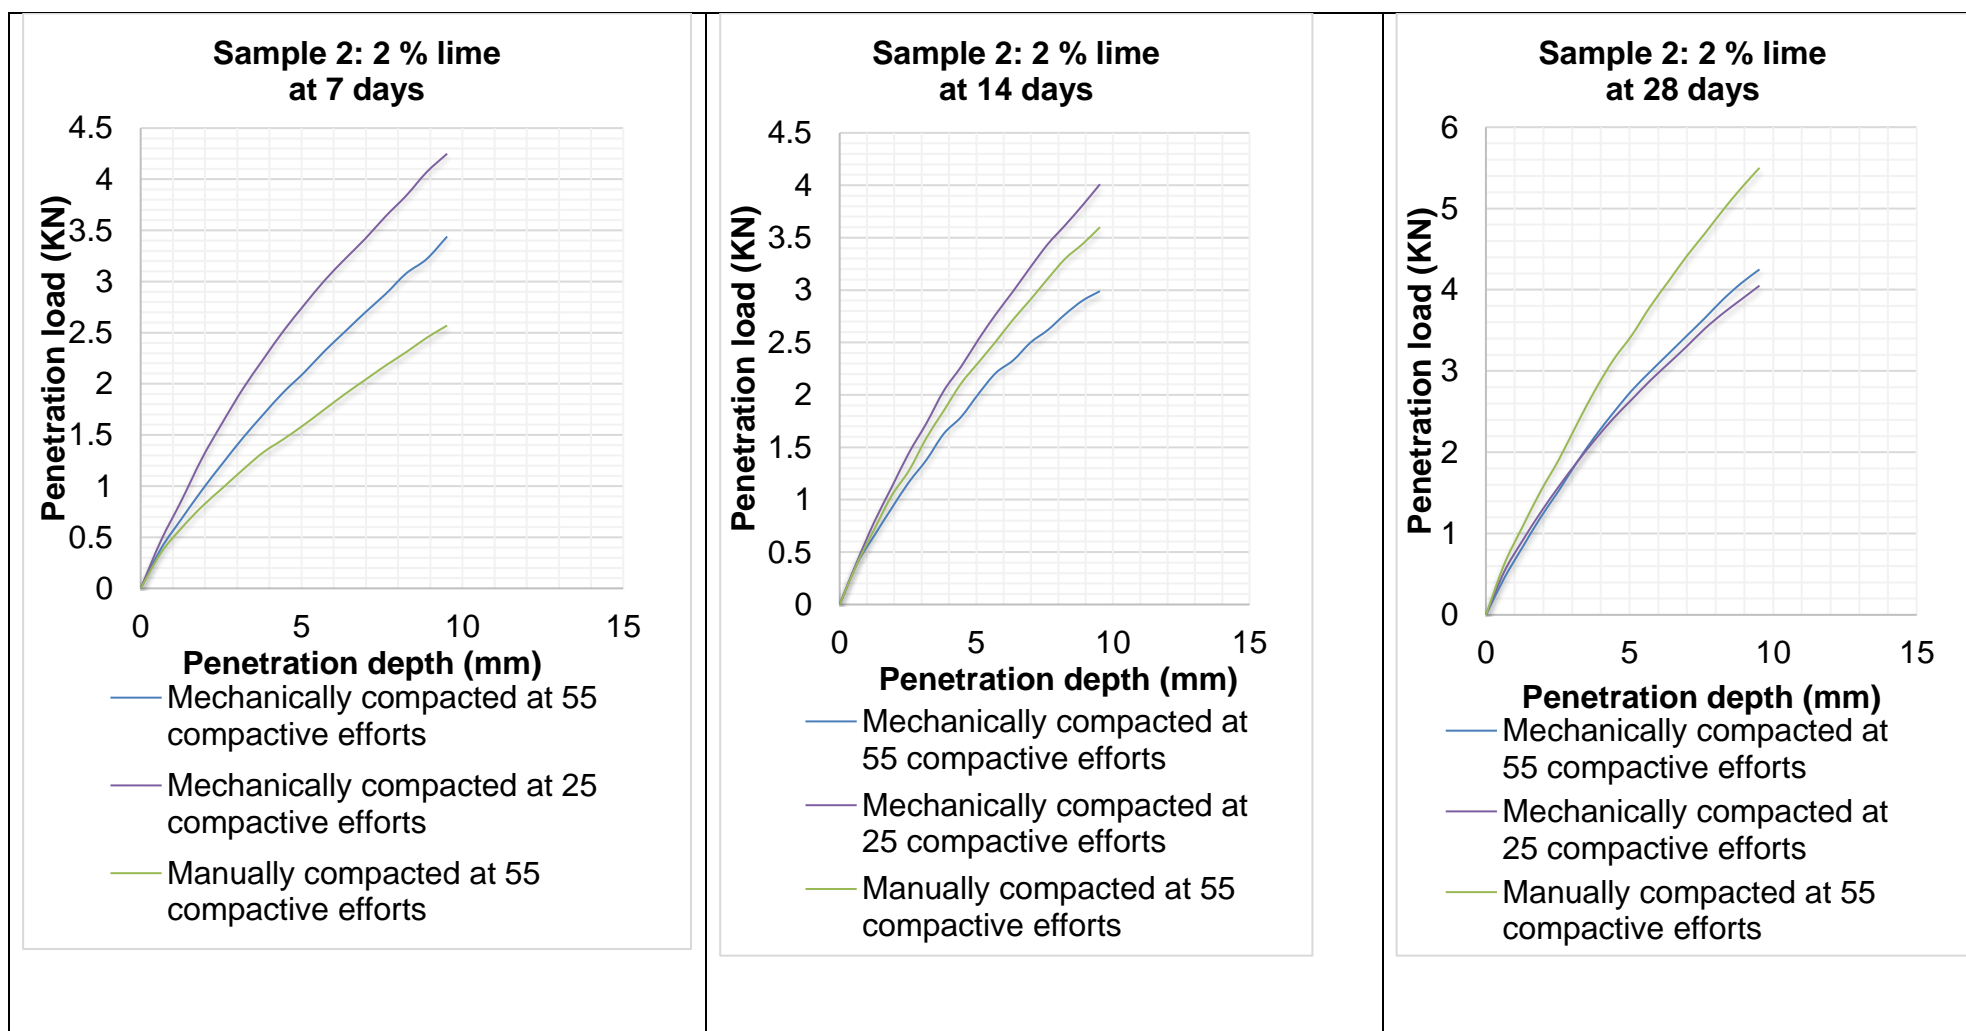 Sample 2: 2 % lime
at 7 days
4.5
4
3.5
3
2.5
2
1.5
1
0.5
0
Penetration load (KN)
0 5 10 15
Penetration depth (mm)
Mechanically compacted at 55
compactive efforts
Mechanically compacted at 25
compactive efforts
Manually compacted at 55
compactive efforts
Sample 2: 2 % lime
at 14 days
4.5
4
3.5
3
2.5
2
1.5
1
0.5
0
Penetration load (KN)
0 5 10 15
Penetration depth (mm)
Mechanically compacted at
55 compactive efforts
Mechanically compacted at
25 compactive efforts
Manually compacted at 55
compactive efforts
Sample 2: 2 % lime
at 28 days
6
5
4
3
2
1
0
Penetration load (KN)
0 5 10 15
Penetration depth (mm)
Mechanically compacted at
55 compactive efforts
Mechanically compacted at
25 compactive efforts
Manually compacted at 55
compactive efforts